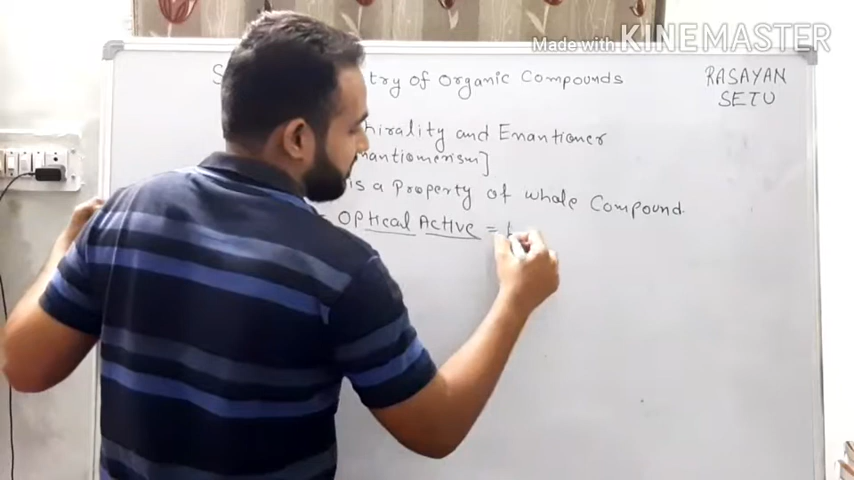 Made with KINEMASTER
try of Organic Compounds
RASAYAN
SETU
hirality and Enantiomer
nantiomerism]
is a Property of whole Compound.
OPTical Active =